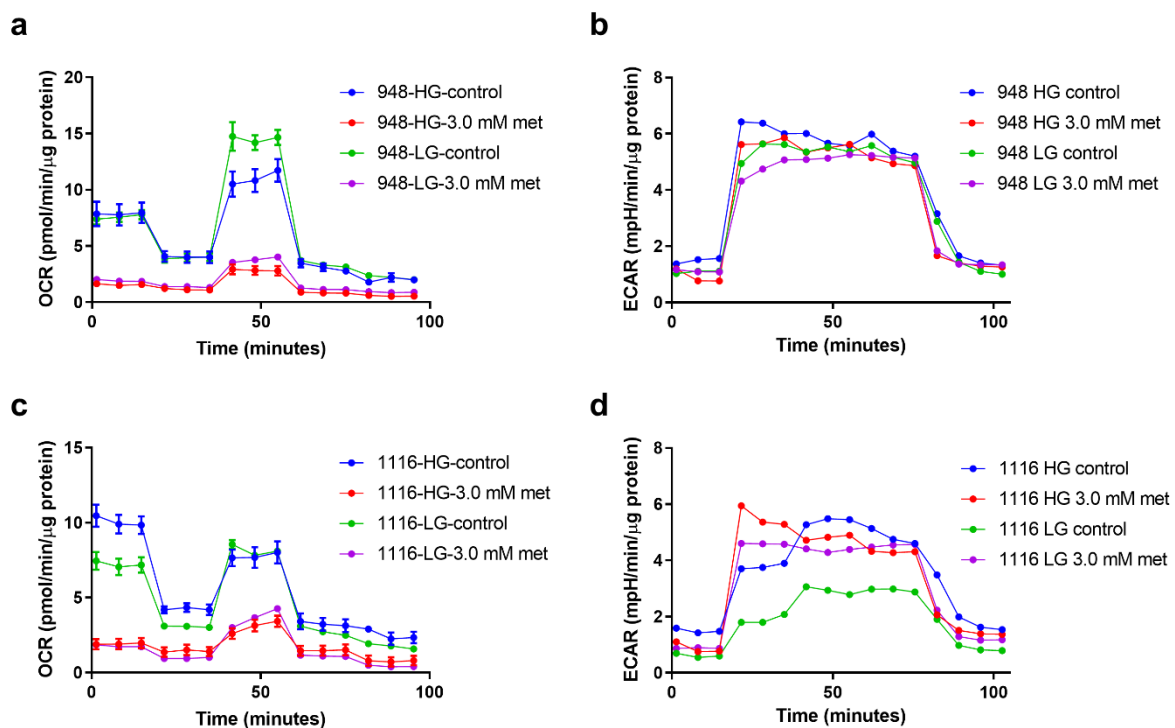 a
OCR (pmol/min/µg protein)
20
15
10
5
0
0
50
100
Time (minutes)
948-HG-control
948-HG-3.0 mM met
948-LG-control
948-LG-3.0 mM met
b
ECAR (mpH/min/µg protein)
8
6
4
2
0
0
50
100
Time (minutes)
948 HG control
948 HG 3.0 mM met
948 LG control
948 LG 3.0 mM met
c
OCR (pmol/min/µg protein)
15
10
5
0
0
50
100
Time (minutes)
1116-HG-control
1116-HG-3.0 mM met
1116-LG-control
1116-LG-3.0 mM met
d
ECAR (mpH/min/µg protein)
8
6
4
2
0
0
50
100
Time (minutes)
1116 HG control
1116 HG 3.0 mM met
1116 LG control
1116 LG 3.0 mM met